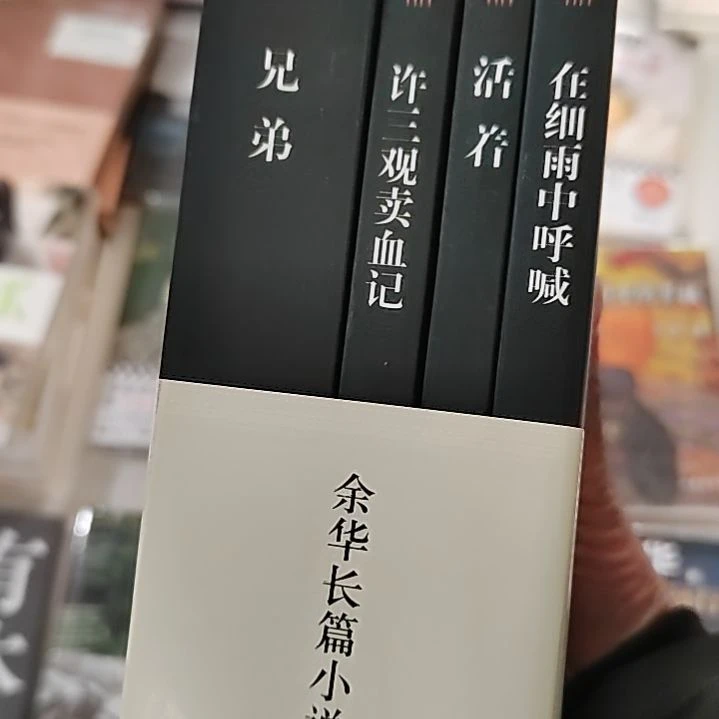 兄弟
许三观卖血记
活着
在细雨中呼喊
余华长篇小说